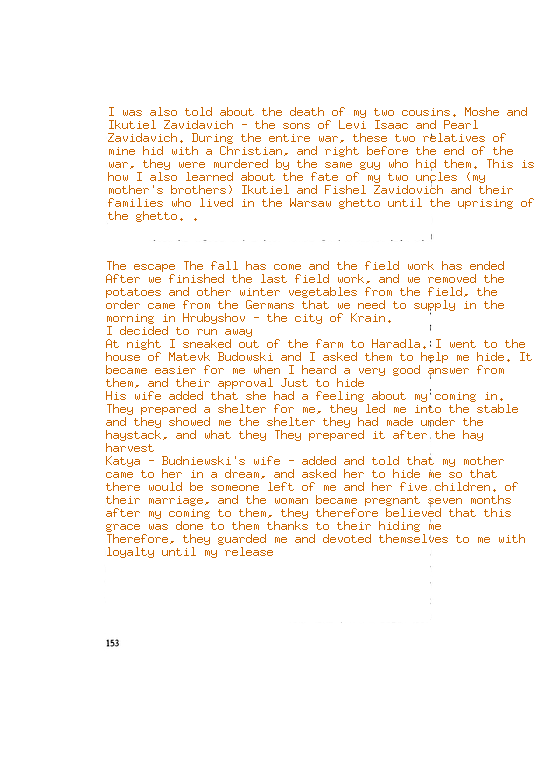 I was also told about the death of my two cousins. Moshe and
Ikutiel Zavidavich - the sons of Levi Isaac and Pearl
Zavidavich. During the entire war, these two relatives of
mine hid with a Christian, and right before the end of the
war, they were murdered by the same guy who hid them. This is
how I also learned about the fate of my two uncles (my
mother's brothers) Ikutiel and Fishel Zavidovich and their
families who lived in the Warsaw ghetto until the uprising of
the ghetto. .
The escape The fall has come and the field work has ended
After we finished the last field work, and we removed the
potatoes and other winter vegetables from the field, the
order came from the Germans that we need to supply in the
morning in Hrubyshov - the city of Krain.
I decided to run away
At night I sneaked out of the farm to Haradla. I went to the
house of Matevk Budowski and I asked them to help me hide. It
became easier for me when I heard a very good answer from
them, and their approval Just to hide
His wife added that she had a feeling about my coming in.
They prepared a shelter for me, they led me into the stable
and they showed me the shelter they had made under the
haystack, and what they They prepared it after the hay
harvest
Katya - Budniewski's wife - added and told that my mother
came to her in a dream, and asked her to hide me so that
there would be someone left of me and her five children. of
their marriage, and the woman became pregnant seven months
after my coming to them, they therefore believed that this
grace was done to them thanks to their hiding me
Therefore, they guarded me and devoted themselves to me with
loyalty until my release
153